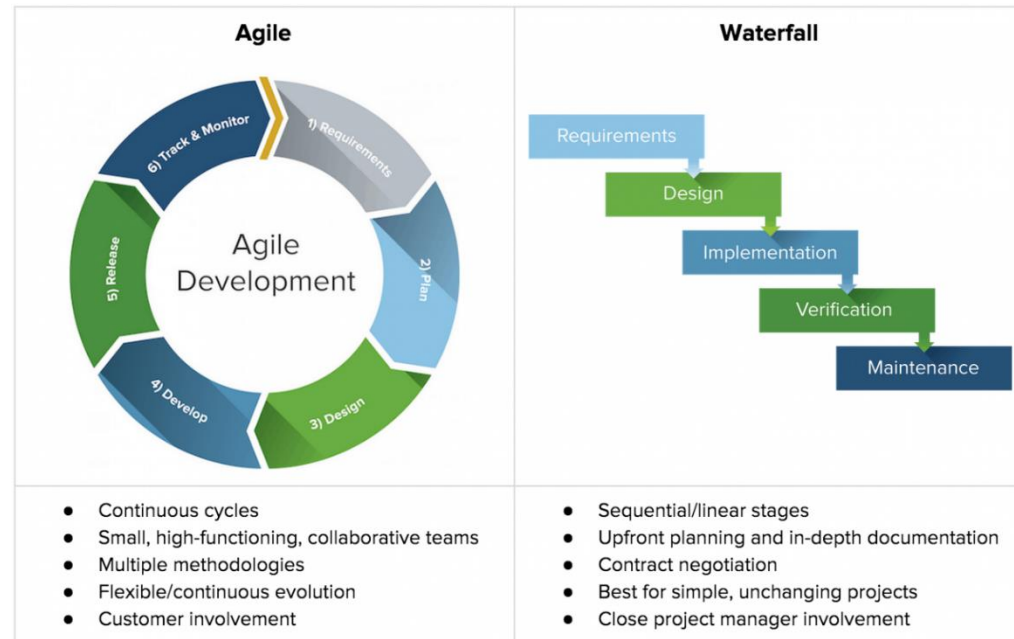 Agile
1) Requirements
2) Plan
3) Design
4) Develop
5) Release
6) Track & Monitor
Agile
Development
● Continuous cycles
● Small, high-functioning, collaborative teams
● Multiple methodologies
● Flexible/continuous evolution
● Customer involvement
Waterfall
Requirements
Design
Implementation
Verification
Maintenance
● Sequential/linear stages
● Upfront planning and in-depth documentation
● Contract negotiation
● Best for simple, unchanging projects
● Close project manager involvement